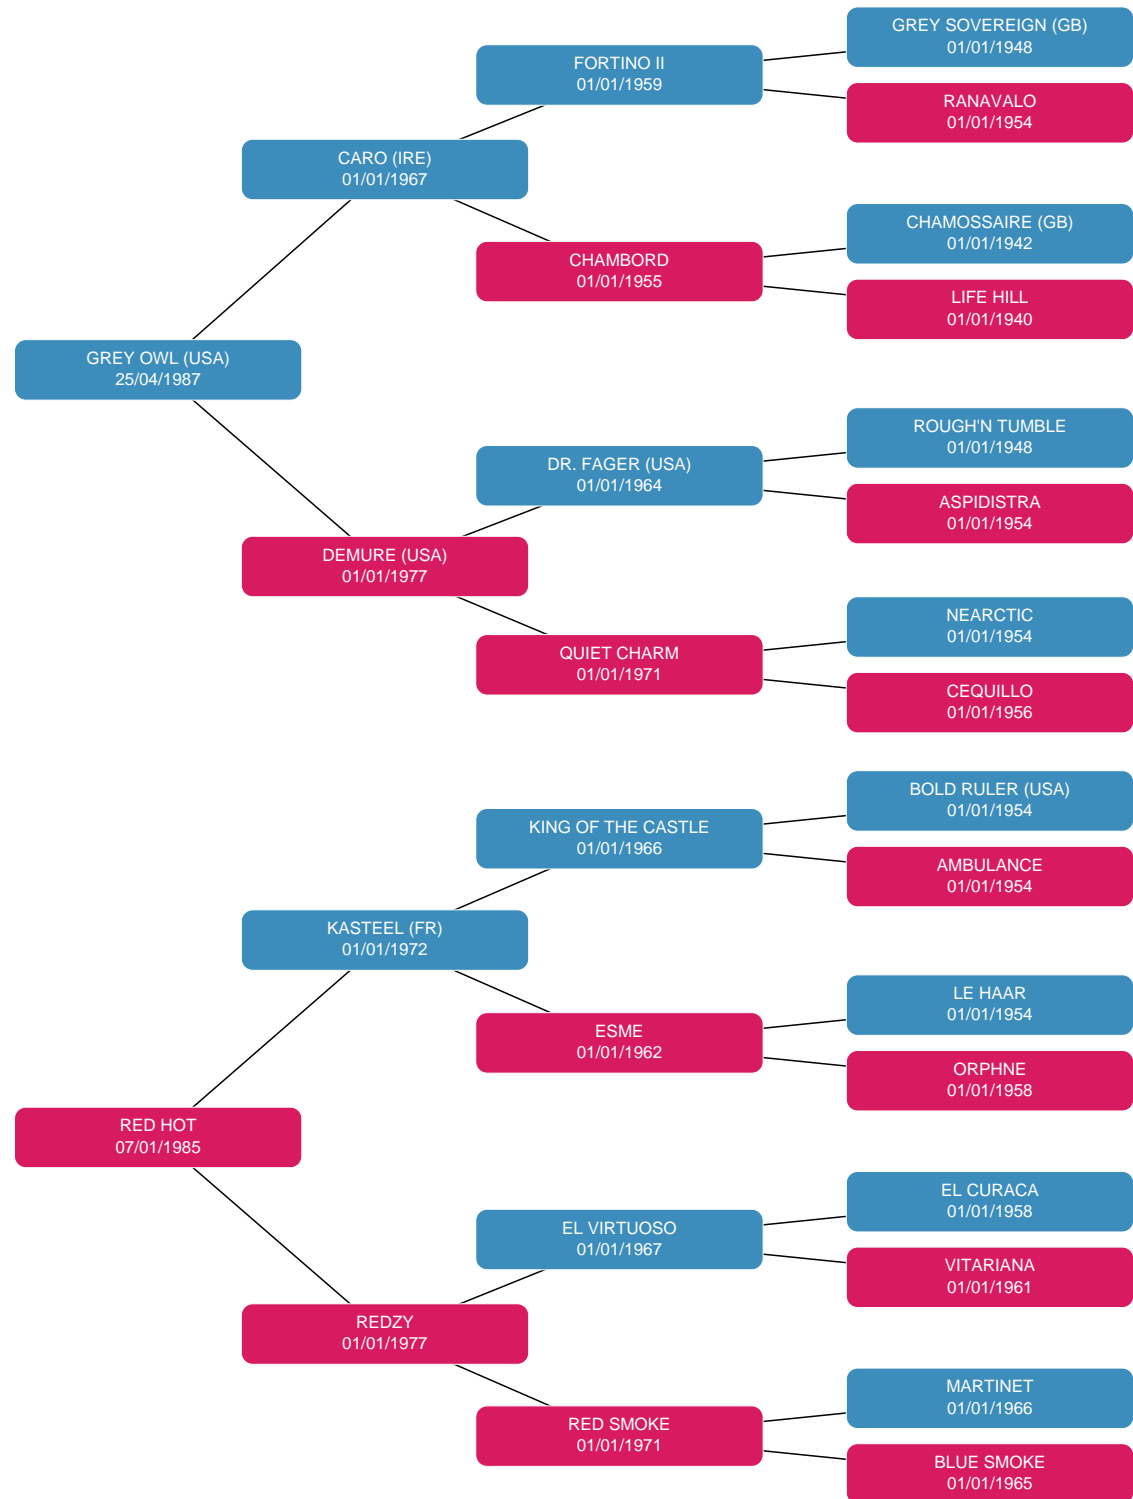 GREY SOVEREIGN (GB)
01/01/1948
FORTINO II
01/01/1959
RANAVALO
01/01/1954
CARO (IRE)
01/01/1967
CHAMOSSAIRE (GB)
01/01/1942
CHAMBORD
01/01/1955
LIFE HILL
01/01/1940
GREY OWL (USA)
25/04/1987
ROUGH'N TUMBLE
01/01/1948
DR. FAGER (USA)
01/01/1964
ASPIDISTRA
01/01/1954
DEMURE (USA)
01/01/1977
NEARCTIC
01/01/1954
QUIET CHARM
01/01/1971
CEQUILLO
01/01/1956
BOLD RULER (USA)
01/01/1954
KING OF THE CASTLE
01/01/1966
AMBULANCE
01/01/1954
KASTEEL (FR)
01/01/1972
LE HAAR
01/01/1954
ESME
01/01/1962
ORPHNE
01/01/1958
RED HOT
07/01/1985
EL CURACA
01/01/1958
EL VIRTUOSO
01/01/1967
VITARIANA
01/01/1961
REDZY
01/01/1977
MARTINET
01/01/1966
RED SMOKE
01/01/1971
BLUE SMOKE
01/01/1965